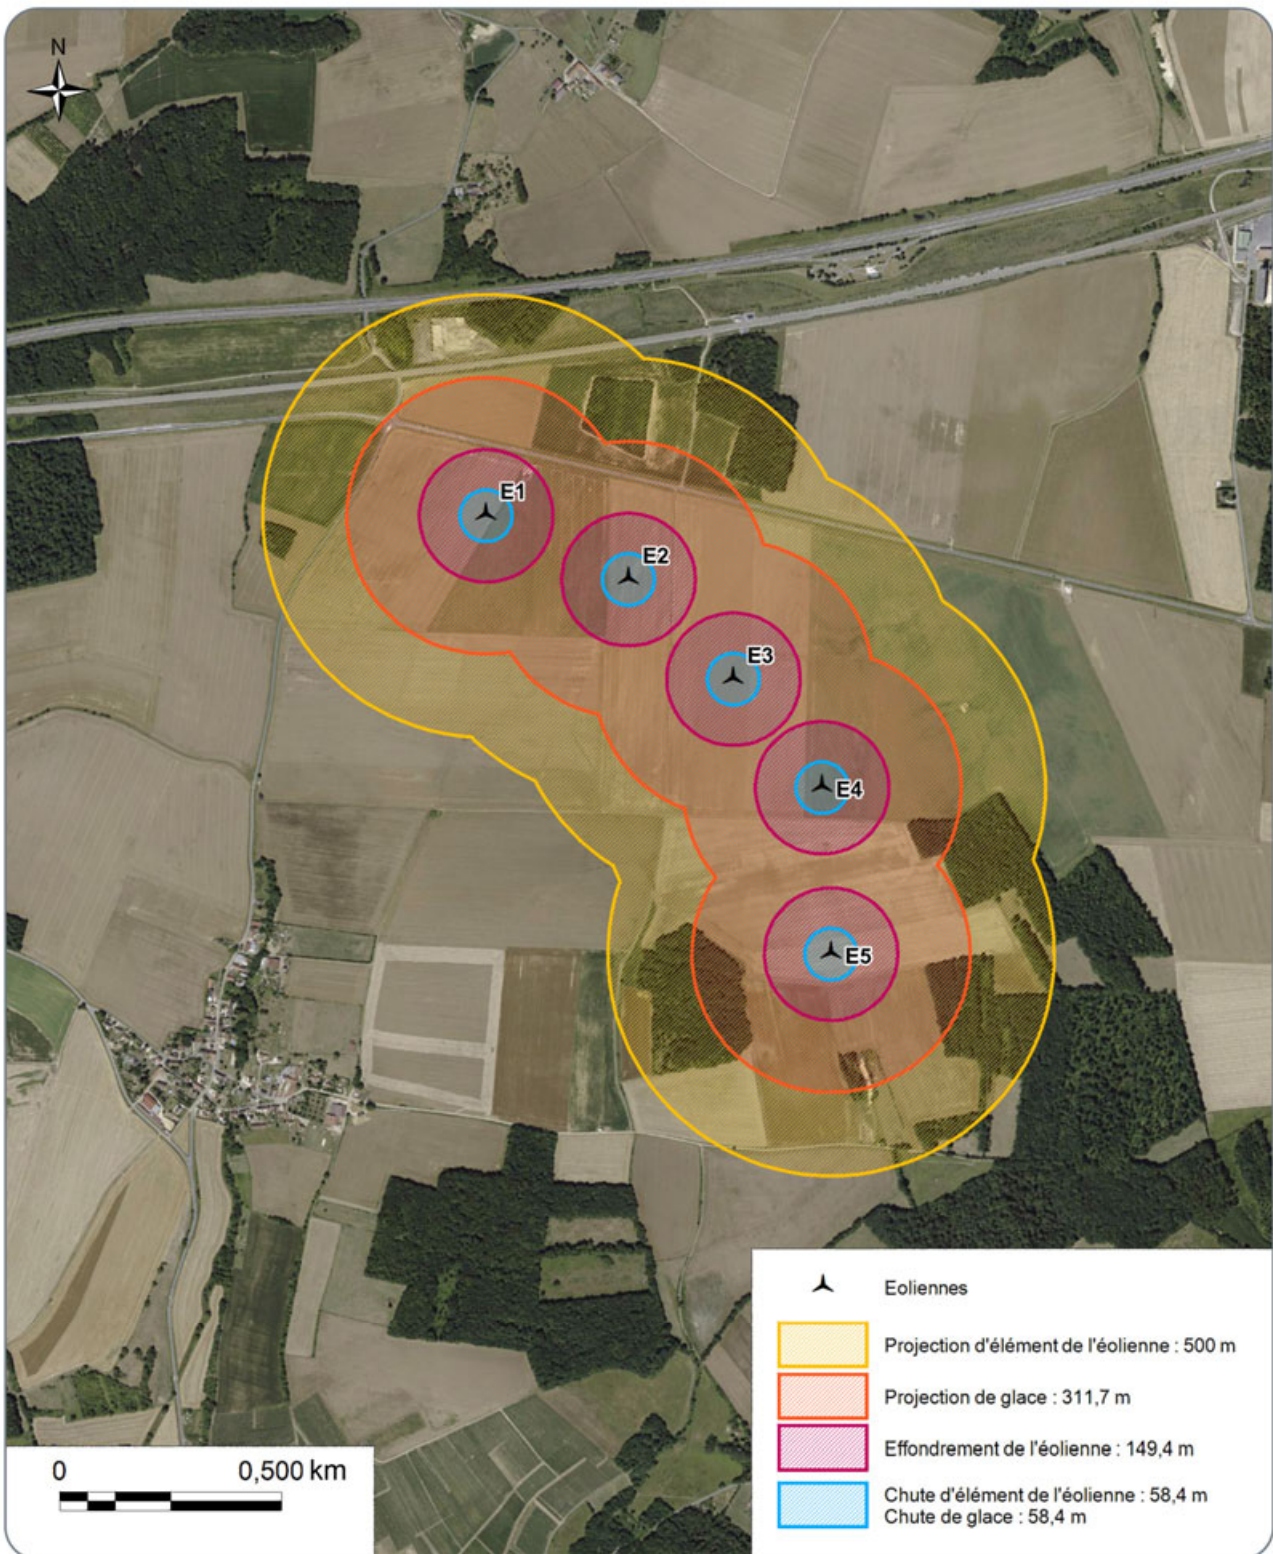 N
E1
E2
E3
E4
E5
Eoliennes
Projection d'élément de l'éolienne : 500 m
Projection de glace : 311,7 m
Effondrement de l'éolienne : 149,4 m
Chute d'élément de l'éolienne : 58,4 m
Chute de glace : 58,4 m
0 0,500 km